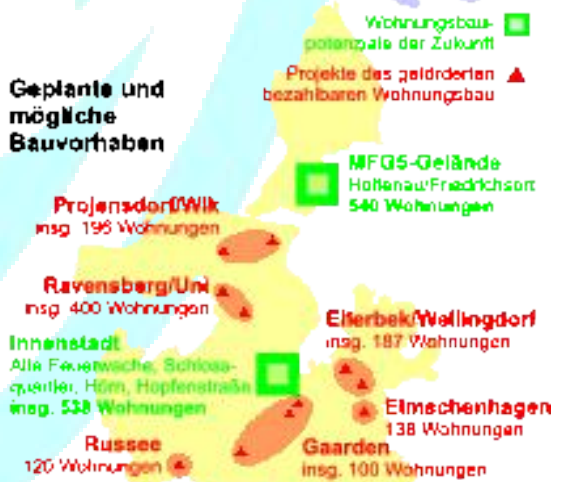 Wohnungsbau-
potenziale der Zukunft
Projekte des geförderten
bezahlbaren Wohnungsbau
Geplante und
mögliche
Bauvorhaben
MFG5-Gelände
Holtenau/Friedrichsort
540 Wohnungen
Projensdorf/Wik
insg. 196 Wohnungen
Ravensberg/Uni
insg. 400 Wohnungen
Ellerbek/Wellingdorf
insg. 187 Wohnungen
Innenstadt
Alte Feuerwache, Schloss-
quartier, Hörn, Hopfenstraße
insg. 538 Wohnungen
Elmschenhagen
138 Wohnungen
Russee
120 Wohnungen
Gaarden
insg. 100 Wohnungen